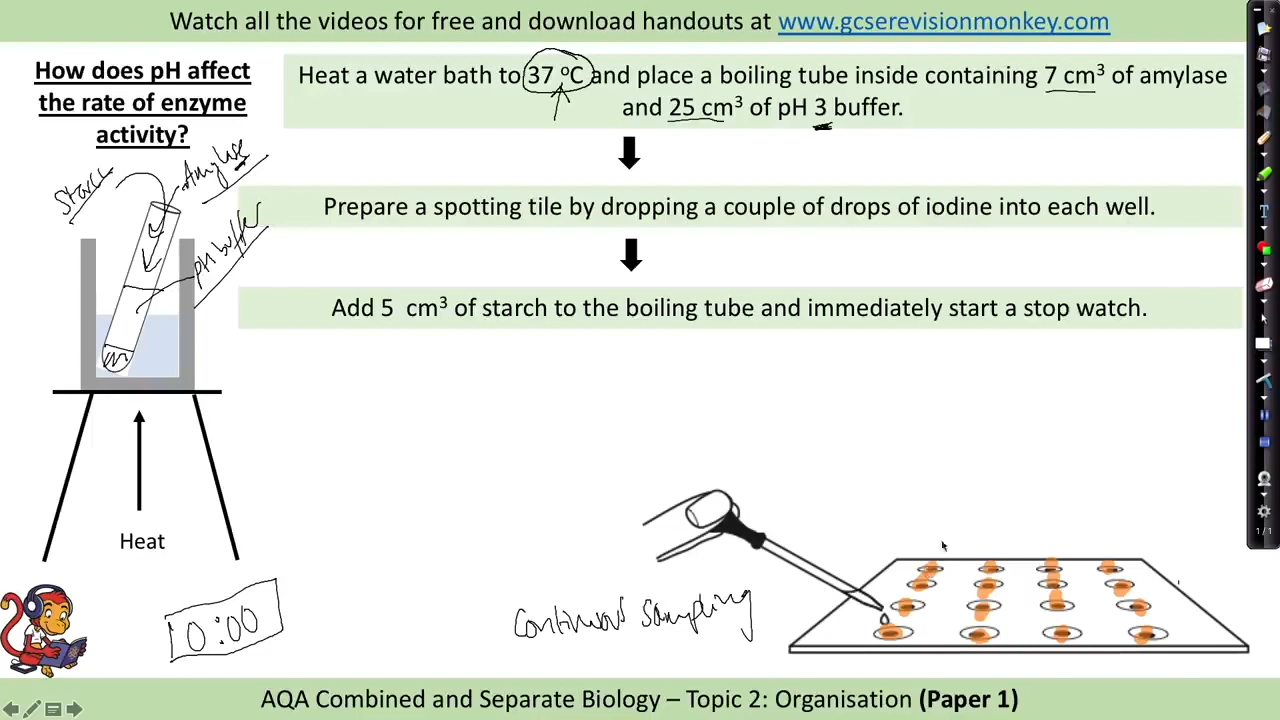 Watch all the videos for free and download handouts at www.gcserevisionmonkey.com
How does pH affect
the rate of enzyme
activity?
Heat a water bath to 37 °C and place a boiling tube inside containing 7 cm³ of amylase
and 25 cm³ of pH 3 buffer.
Starch
Amylase
pH buffer
Prepare a spotting tile by dropping a couple of drops of iodine into each well.
Add 5 cm³ of starch to the boiling tube and immediately start a stop watch.
Heat
0:00
Continuous sampling
AQA Combined and Separate Biology – Topic 2: Organisation (Paper 1)
1/1